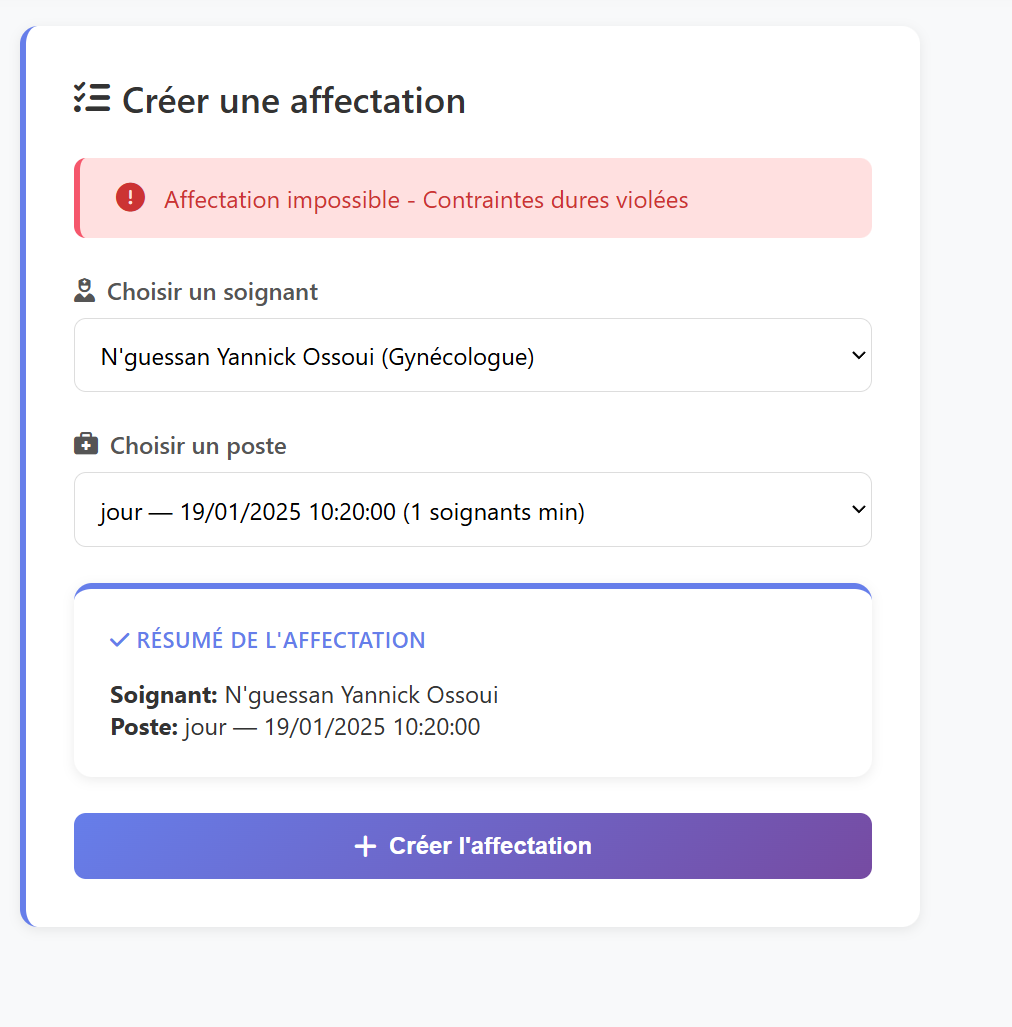 Créer une affectation
Affectation impossible - Contraintes dures violées
Choisir un soignant
N'guessan Yannick Ossoui (Gynécologue)
Choisir un poste
jour — 19/01/2025 10:20:00 (1 soignants min)
RÉSUMÉ DE L'AFFECTATION
Soignant: N'guessan Yannick Ossoui
Poste: jour — 19/01/2025 10:20:00
Créer l'affectation